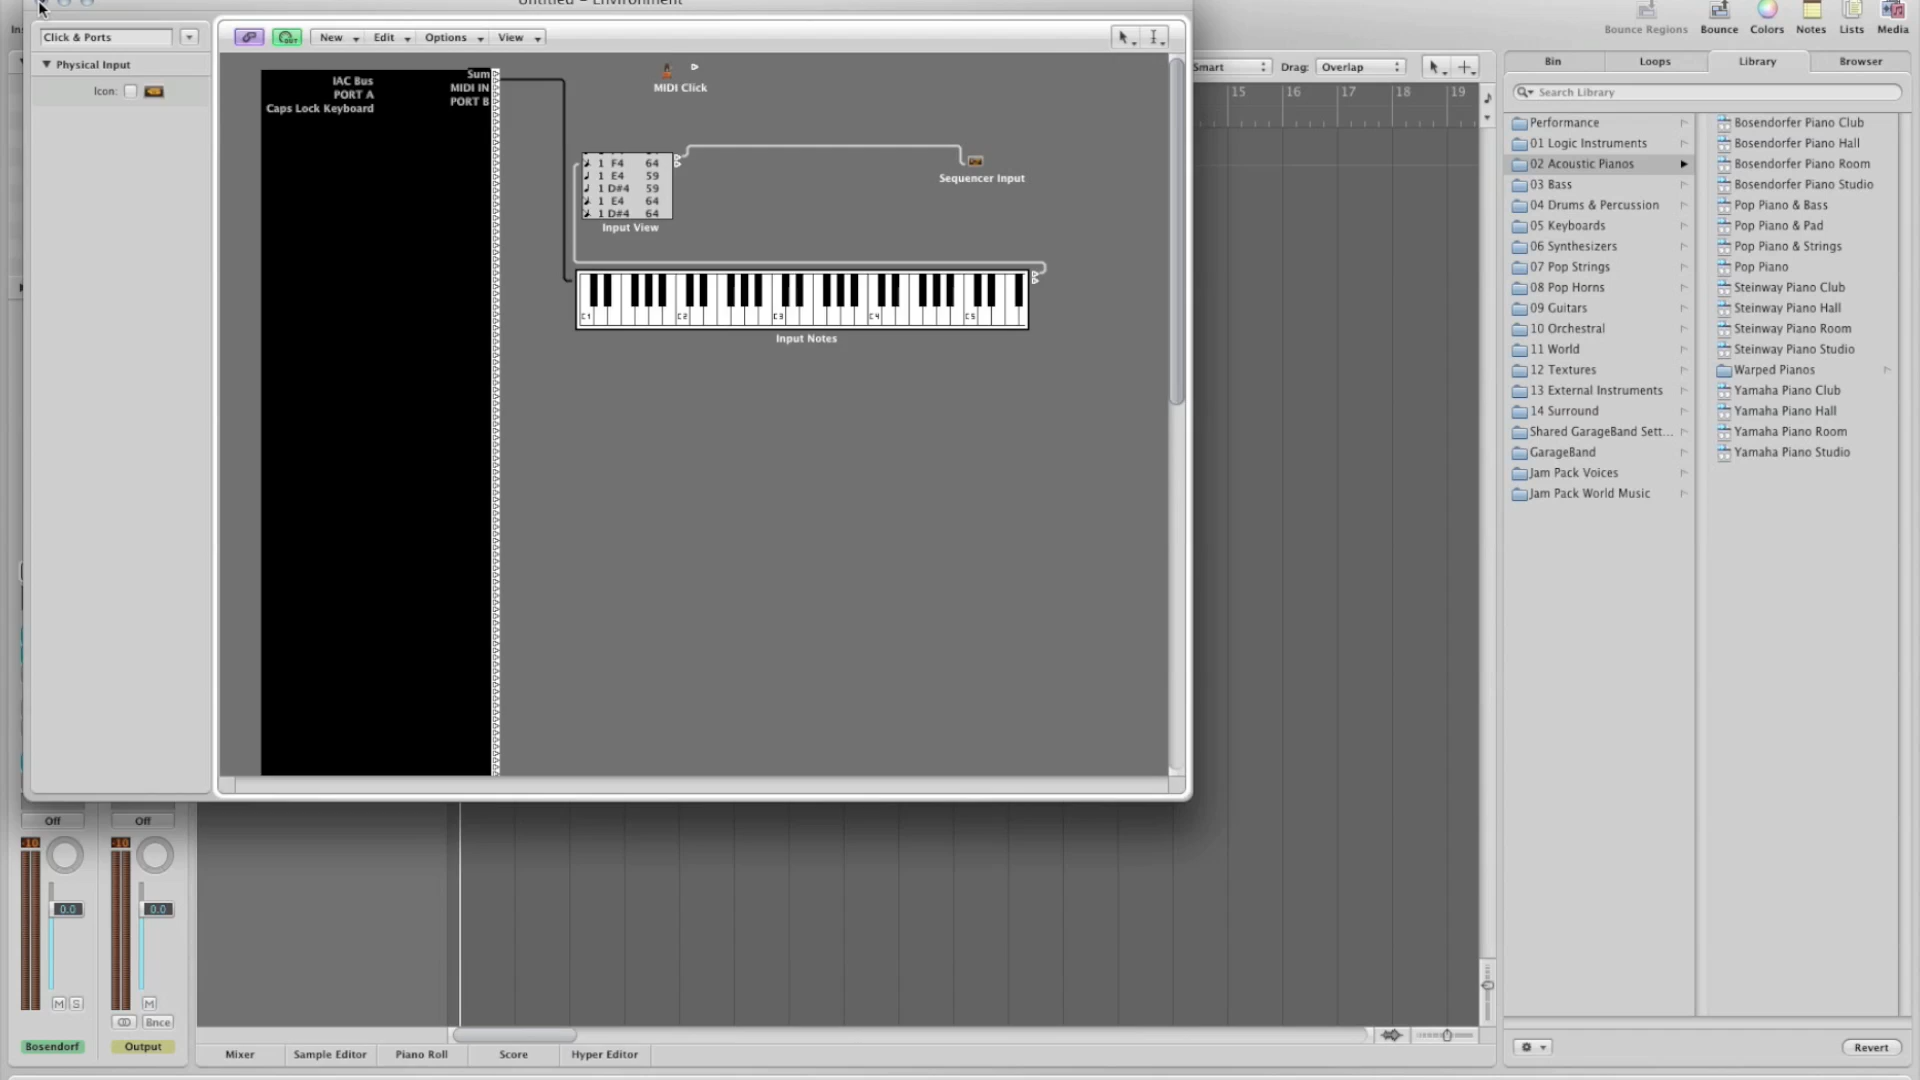 Untitled - Environment
Click & Ports
Physical Input
Icon:
New
Edit
Options
View
IAC Bus
PORT A
Caps Lock Keyboard
Sum
MIDI IN
PORT B
MIDI Click
1 F4 64
1 E4 59
1 D#4 59
1 E4 64
1 D#4 64
Input View
Sequencer Input
C1 C2 C3 C4 C5
Input Notes
Smart
Drag: Overlap
15 16 17 18 19
Bounce Regions
Bounce
Colors
Notes
Lists
Media
Bin
Loops
Library
Browser
Search Library
Performance
01 Logic Instruments
02 Acoustic Pianos
03 Bass
04 Drums & Percussion
05 Keyboards
06 Synthesizers
07 Pop Strings
08 Pop Horns
09 Guitars
10 Orchestral
11 World
12 Textures
13 External Instruments
14 Surround
Shared GarageBand Sett...
GarageBand
Jam Pack Voices
Jam Pack World Music
Bosendorfer Piano Club
Bosendorfer Piano Hall
Bosendorfer Piano Room
Bosendorfer Piano Studio
Pop Piano & Bass
Pop Piano & Pad
Pop Piano & Strings
Pop Piano
Steinway Piano Club
Steinway Piano Hall
Steinway Piano Room
Steinway Piano Studio
Warped Pianos
Yamaha Piano Club
Yamaha Piano Hall
Yamaha Piano Room
Yamaha Piano Studio
Off
Off
-10
-10
0.0
0.0
M S
M
Bnce
Bosendorf
Output
Mixer
Sample Editor
Piano Roll
Score
Hyper Editor
Revert